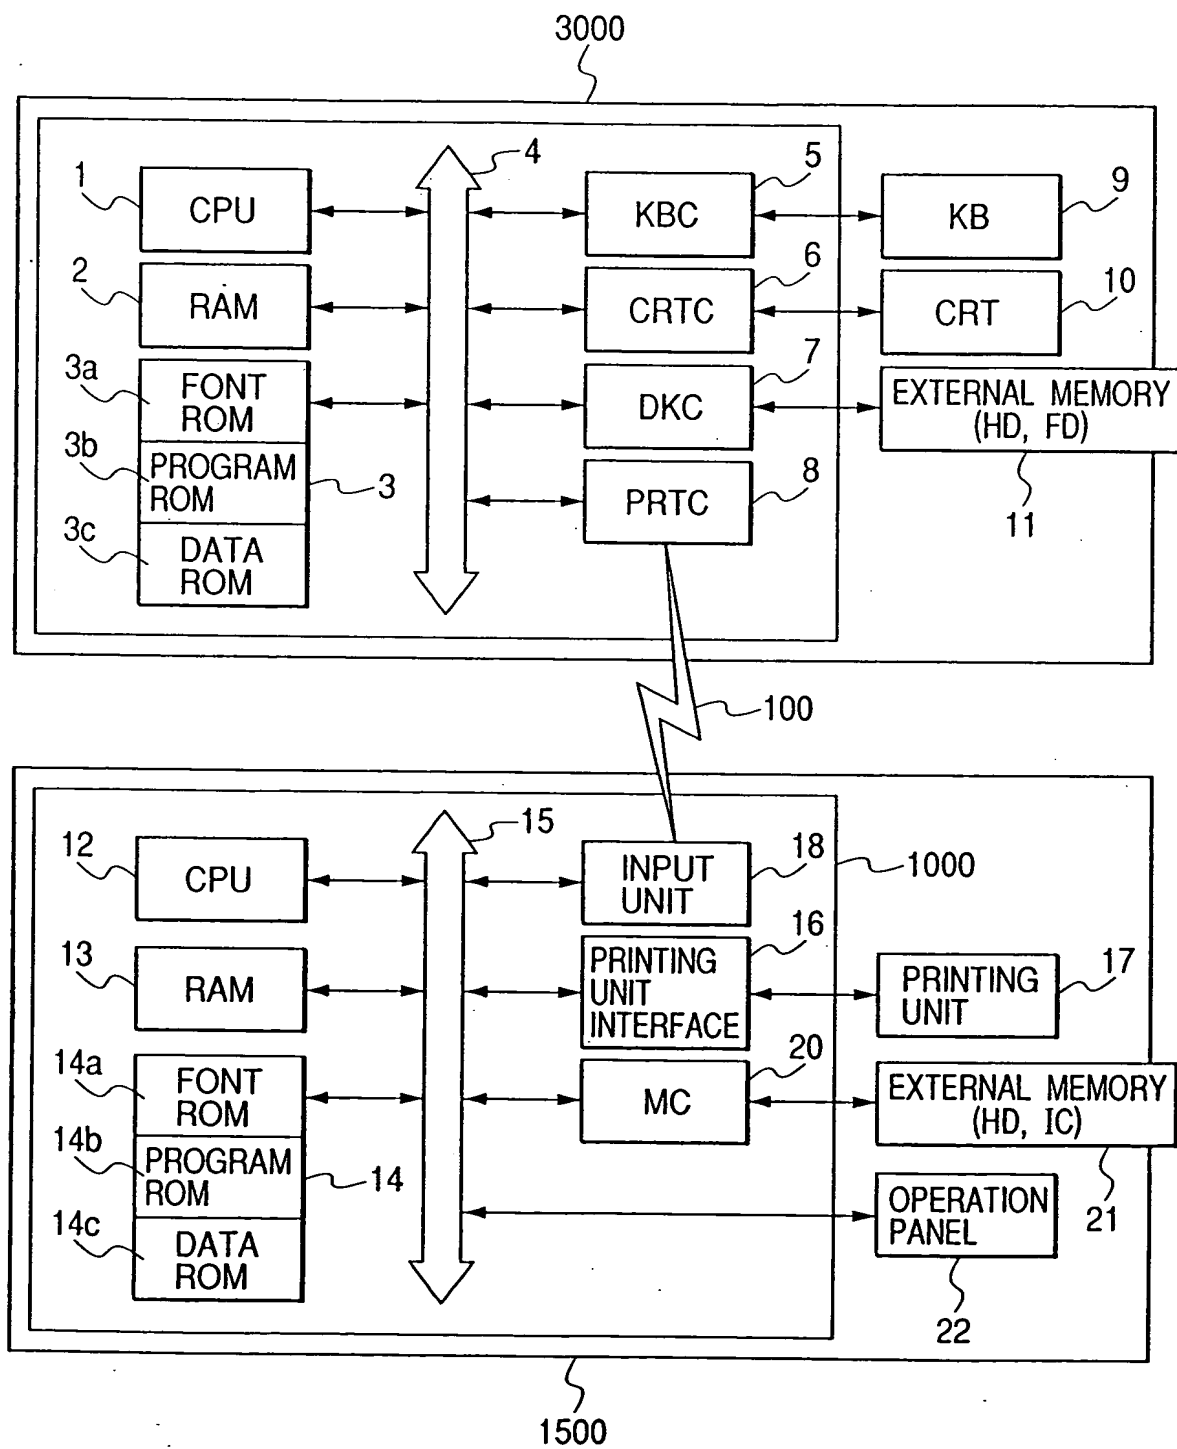 3000
1
CPU
4
5
KBC
9
KB
2
RAM
6
CRTC
10
CRT
3a
FONT
ROM
7
DKC
EXTERNAL MEMORY
(HD, FD)
11
3b
PROGRAM
ROM
3
8
PRTC
3c
DATA
ROM
100
12
CPU
15
18
INPUT
UNIT
1000
13
RAM
16
PRINTING
UNIT
INTERFACE
17
PRINTING
UNIT
14a
FONT
ROM
20
MC
EXTERNAL MEMORY
(HD, IC)
21
14b
PROGRAM
ROM
14
14c
DATA
ROM
OPERATION
PANEL
22
1500